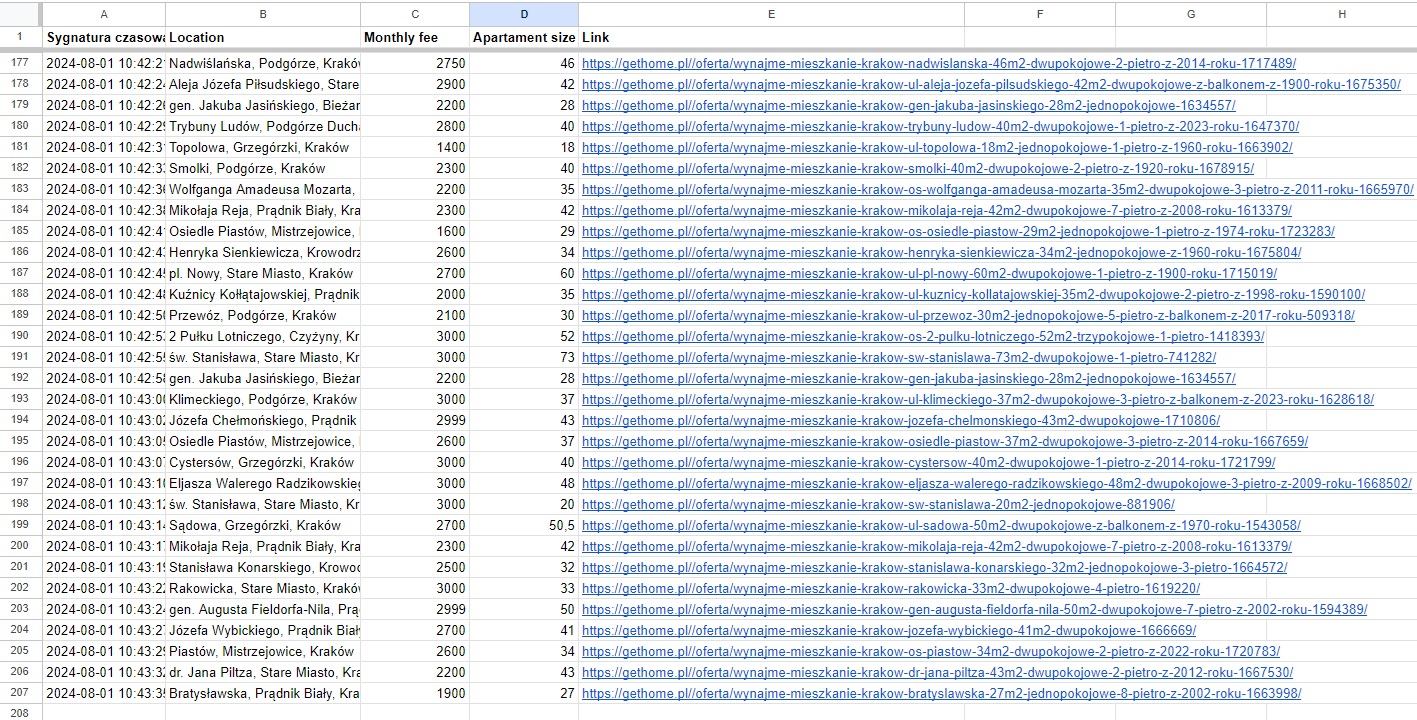 A B C D E F G H
1 Sygnatura czasowa Location Monthly fee Apartament size Link
177 2024-08-01 10:42:21 Nadwiślańska, Podgórze, Kraków 2750 46 https://gethome.pl//oferta/wynajme-mieszkanie-krakow-nadwislanska-46m2-dwupokojowe-2-pietro-z-2014-roku-1717489/
178 2024-08-01 10:42:24 Aleja Józefa Piłsudskiego, Stare 2900 42 https://gethome.pl//oferta/wynajme-mieszkanie-krakow-ul-aleja-jozefa-pilsudskiego-42m2-dwupokojowe-z-balkonem-z-1900-roku-1675350/
179 2024-08-01 10:42:26 gen. Jakuba Jasińskiego, Bieżar 2200 28 https://gethome.pl//oferta/wynajme-mieszkanie-krakow-gen-jakuba-jasinskiego-28m2-jednopokojowe-1634557/
180 2024-08-01 10:42:29 Trybuny Ludów, Podgórze Duch 2800 40 https://gethome.pl//oferta/wynajme-mieszkanie-krakow-trybuny-ludow-40m2-dwupokojowe-1-pietro-z-2023-roku-1647370/
181 2024-08-01 10:42:31 Topolowa, Grzegórzki, Kraków 1400 18 https://gethome.pl//oferta/wynajme-mieszkanie-krakow-ul-topolowa-18m2-jednopokojowe-1-pietro-z-1960-roku-1663902/
182 2024-08-01 10:42:33 Smolki, Podgórze, Kraków 2300 40 https://gethome.pl//oferta/wynajme-mieszkanie-krakow-smolki-40m2-dwupokojowe-2-pietro-z-1920-roku-1678915/
183 2024-08-01 10:42:36 Wolfganga Amadeusa Mozarta, 2200 35 https://gethome.pl//oferta/wynajme-mieszkanie-krakow-os-wolfganga-amadeusa-mozarta-35m2-dwupokojowe-3-pietro-z-2011-roku-1665970/
184 2024-08-01 10:42:38 Mikołaja Reja, Prądnik Biały, Kra 2300 42 https://gethome.pl//oferta/wynajme-mieszkanie-krakow-mikolaja-reja-42m2-dwupokojowe-7-pietro-z-2008-roku-1613379/
185 2024-08-01 10:42:41 Osiedle Piastów, Mistrzejowice, 1600 29 https://gethome.pl//oferta/wynajme-mieszkanie-krakow-os-osiedle-piastow-29m2-jednopokojowe-1-pietro-z-1974-roku-1723283/
186 2024-08-01 10:42:43 Henryka Sienkiewicza, Krowodrz 2600 34 https://gethome.pl//oferta/wynajme-mieszkanie-krakow-henryka-sienkiewicza-34m2-jednopokojowe-z-1960-roku-1675804/
187 2024-08-01 10:42:45 pl. Nowy, Stare Miasto, Kraków 2700 60 https://gethome.pl//oferta/wynajme-mieszkanie-krakow-ul-pl-nowy-60m2-dwupokojowe-1-pietro-z-1900-roku-1715019/
188 2024-08-01 10:42:48 Kuźnicy Kołłątajowskiej, Prądnik 2000 35 https://gethome.pl//oferta/wynajme-mieszkanie-krakow-ul-kuznicy-kollatajowskiej-35m2-dwupokojowe-2-pietro-z-1998-roku-1590100/
189 2024-08-01 10:42:50 Przewóz, Podgórze, Kraków 2100 30 https://gethome.pl//oferta/wynajme-mieszkanie-krakow-ul-przewoz-30m2-jednopokojowe-5-pietro-z-balkonem-z-2017-roku-509318/
190 2024-08-01 10:42:53 2 Pułku Lotniczego, Czyżyny, Kr 3000 52 https://gethome.pl//oferta/wynajme-mieszkanie-krakow-os-2-pulku-lotniczego-52m2-trzypokojowe-1-pietro-1418393/
191 2024-08-01 10:42:55 św. Stanisława, Stare Miasto, Kr 3000 73 https://gethome.pl//oferta/wynajme-mieszkanie-krakow-sw-stanislawa-73m2-dwupokojowe-1-pietro-741282/
192 2024-08-01 10:42:58 gen. Jakuba Jasińskiego, Bieżar 2200 28 https://gethome.pl//oferta/wynajme-mieszkanie-krakow-gen-jakuba-jasinskiego-28m2-jednopokojowe-1634557/
193 2024-08-01 10:43:00 Klimeckiego, Podgórze, Kraków 3000 37 https://gethome.pl//oferta/wynajme-mieszkanie-krakow-ul-klimeckiego-37m2-dwupokojowe-3-pietro-z-balkonem-z-2023-roku-1628618/
194 2024-08-01 10:43:02 Józefa Chełmońskiego, Prądnik 2999 43 https://gethome.pl//oferta/wynajme-mieszkanie-krakow-jozefa-chelmonskiego-43m2-dwupokojowe-1710806/
195 2024-08-01 10:43:05 Osiedle Piastów, Mistrzejowice, 2600 37 https://gethome.pl//oferta/wynajme-mieszkanie-krakow-osiedle-piastow-37m2-dwupokojowe-3-pietro-z-2014-roku-1667659/
196 2024-08-01 10:43:07 Cystersów, Grzegórzki, Kraków 3000 40 https://gethome.pl//oferta/wynajme-mieszkanie-krakow-cystersow-40m2-dwupokojowe-1-pietro-z-2014-roku-1721799/
197 2024-08-01 10:43:10 Eljasza Walerego Radzikowskieg 3000 48 https://gethome.pl//oferta/wynajme-mieszkanie-krakow-eljasza-walerego-radzikowskiego-48m2-dwupokojowe-3-pietro-z-2009-roku-1668502/
198 2024-08-01 10:43:12 św. Stanisława, Stare Miasto, Kr 3000 20 https://gethome.pl//oferta/wynajme-mieszkanie-krakow-sw-stanislawa-20m2-jednopokojowe-881906/
199 2024-08-01 10:43:14 Sądowa, Grzegórzki, Kraków 2700 50,5 https://gethome.pl//oferta/wynajme-mieszkanie-krakow-ul-sadowa-50m2-dwupokojowe-z-balkonem-z-1970-roku-1543058/
200 2024-08-01 10:43:17 Mikołaja Reja, Prądnik Biały, Kra 2300 42 https://gethome.pl//oferta/wynajme-mieszkanie-krakow-mikolaja-reja-42m2-dwupokojowe-7-pietro-z-2008-roku-1613379/
201 2024-08-01 10:43:19 Stanisława Konarskiego, Krowod 2500 32 https://gethome.pl//oferta/wynajme-mieszkanie-krakow-stanislawa-konarskiego-32m2-jednopokojowe-3-pietro-1664572/
202 2024-08-01 10:43:22 Rakowicka, Stare Miasto, Kraków 3000 33 https://gethome.pl//oferta/wynajme-mieszkanie-krakow-rakowicka-33m2-dwupokojowe-4-pietro-1619220/
203 2024-08-01 10:43:24 gen. Augusta Fieldorfa-Nila, Prą 2999 50 https://gethome.pl//oferta/wynajme-mieszkanie-krakow-gen-augusta-fieldorfa-nila-50m2-dwupokojowe-7-pietro-z-2002-roku-1594389/
204 2024-08-01 10:43:27 Józefa Wybickiego, Prądnik Biały 2700 41 https://gethome.pl//oferta/wynajme-mieszkanie-krakow-jozefa-wybickiego-41m2-dwupokojowe-1666669/
205 2024-08-01 10:43:29 Piastów, Mistrzejowice, Kraków 2600 34 https://gethome.pl//oferta/wynajme-mieszkanie-krakow-os-piastow-34m2-dwupokojowe-2-pietro-z-2022-roku-1720783/
206 2024-08-01 10:43:32 dr. Jana Piltza, Stare Miasto, Kra 2200 43 https://gethome.pl//oferta/wynajme-mieszkanie-krakow-dr-jana-piltza-43m2-dwupokojowe-2-pietro-z-2012-roku-1667530/
207 2024-08-01 10:43:35 Bratysławska, Prądnik Biały, Kra 1900 27 https://gethome.pl//oferta/wynajme-mieszkanie-krakow-bratyslawska-27m2-jednopokojowe-8-pietro-z-2002-roku-1663998/
208